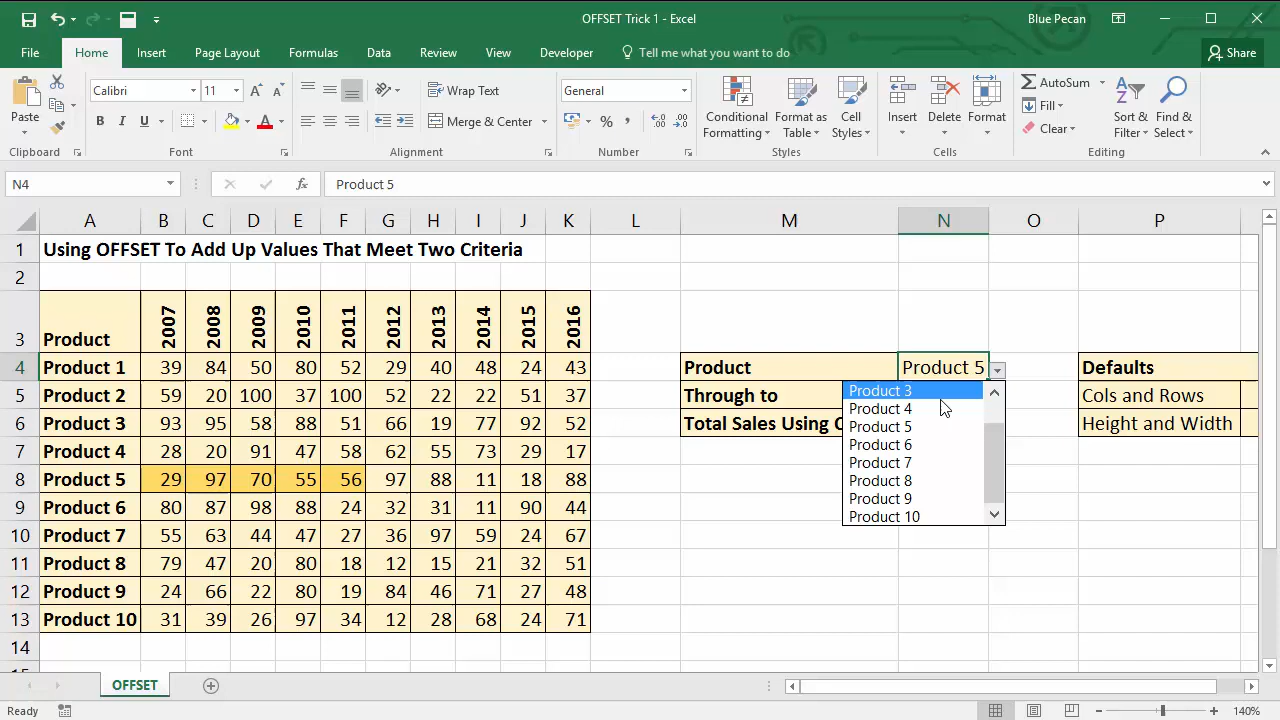 OFFSET Trick 1 - Excel
Blue Pecan
File Home Insert Page Layout Formulas Data Review View Developer Tell me what you want to do Share
Paste
Calibri 11
B I U A
Wrap Text
Merge & Center
General
% ,
Conditional Formatting
Format as Table
Cell Styles
Insert Delete Format
AutoSum
Fill
Clear
Sort & Filter
Find & Select
Clipboard Font Alignment Number Styles Cells Editing
N4 fx Product 5
A B C D E F G H I J K L M N O P
1 Using OFFSET To Add Up Values That Meet Two Criteria
2
3 Product 2007 2008 2009 2010 2011 2012 2013 2014 2015 2016
4 Product 1 39 84 50 80 52 29 40 48 24 43 Product Product 5 Defaults
5 Product 2 59 20 100 37 100 52 22 22 51 37 Through to Cols and Rows
6 Product 3 93 95 58 88 51 66 19 77 92 52 Total Sales Using Height and Width
7 Product 4 28 20 91 47 58 62 55 73 29 17
8 Product 5 29 97 70 55 56 97 88 11 18 88
9 Product 6 80 87 98 88 24 32 31 11 90 44
10 Product 7 55 63 44 47 27 36 97 59 24 67
11 Product 8 79 47 20 80 18 12 15 21 32 51
12 Product 9 24 66 22 80 19 84 46 71 27 48
13 Product 10 31 39 26 97 34 12 28 68 24 71
14
Product 3
Product 4
Product 5
Product 6
Product 7
Product 8
Product 9
Product 10
OFFSET
Ready 140%